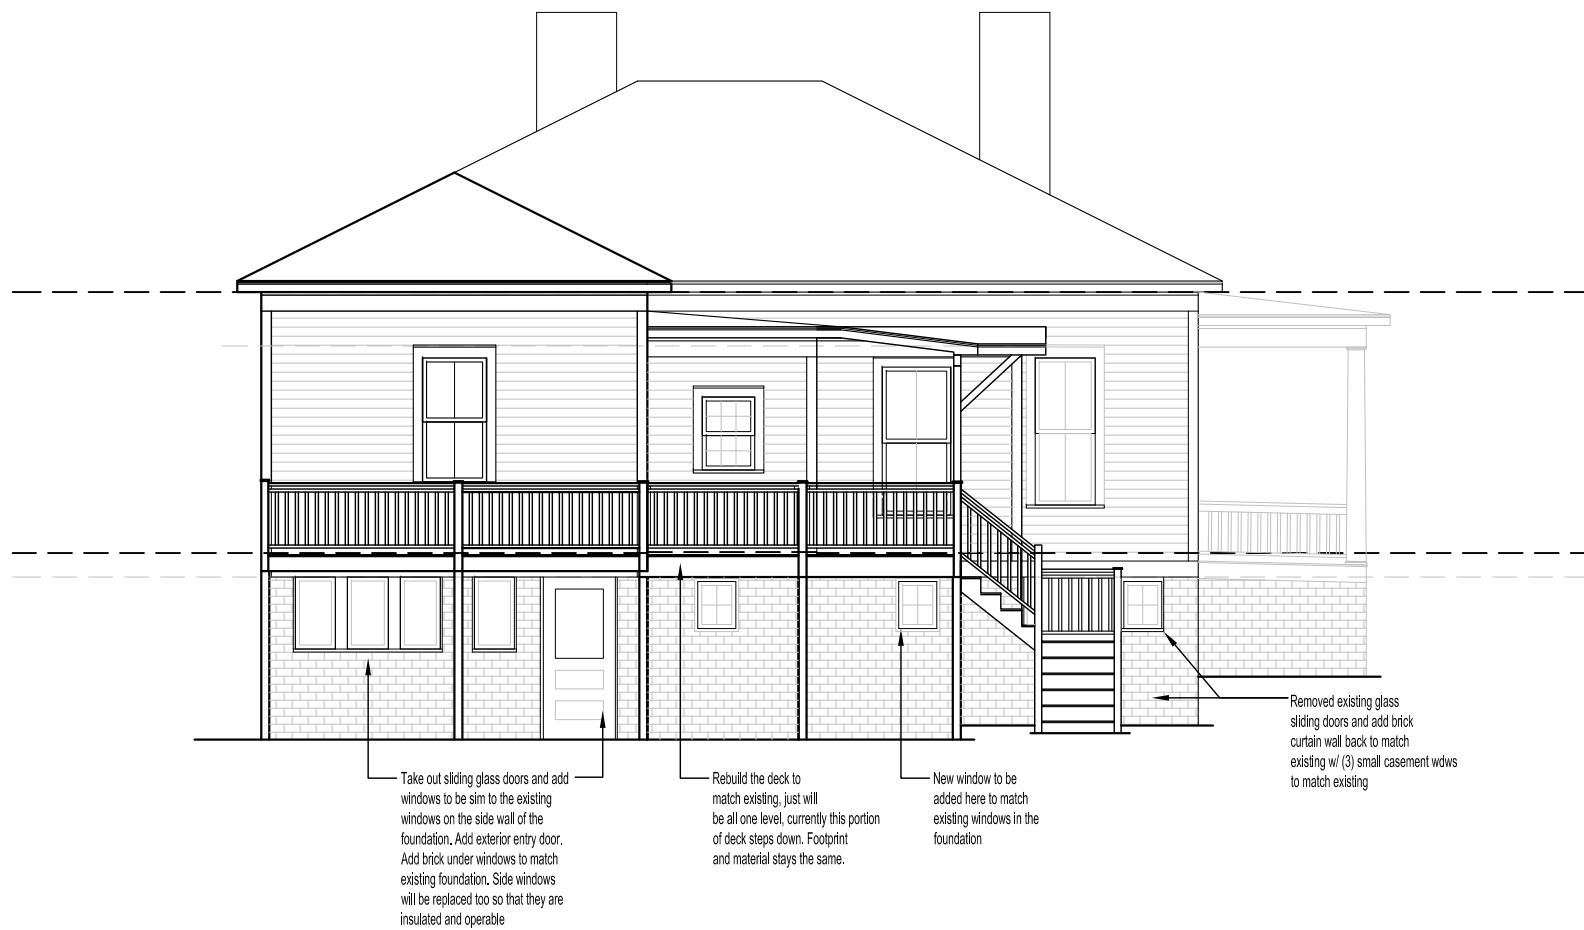 Take out sliding glass doors and add
windows to be sim to the existing
windows on the side wall of the
foundation. Add exterior entry door.
Add brick under windows to match
existing foundation. Side windows
will be replaced too so that they are
insulated and operable
Rebuild the deck to
match existing, just will
be all one level, currently this portion
of deck steps down. Footprint
and material stays the same.
New window to be
added here to match
existing windows in the
foundation
Removed existing glass
sliding doors and add brick
curtain wall back to match
existing w/ (3) small casement wdws
to match existing